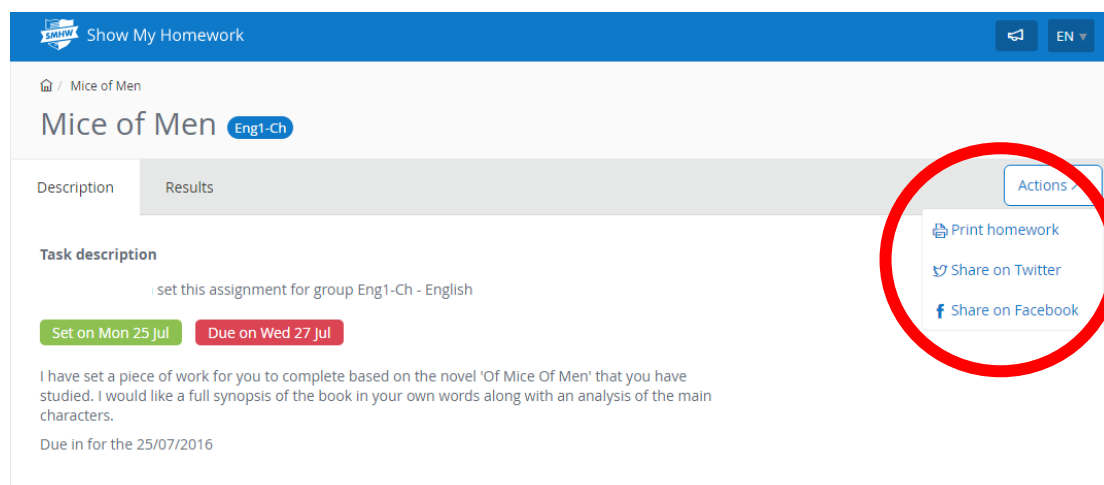 SMHW Show My Homework EN
/ Mice of Men
Mice of Men Eng1-Ch
Description Results Actions
Print homework
Share on Twitter
Share on Facebook
Task description
set this assignment for group Eng1-Ch - English
Set on Mon 25 Jul Due on Wed 27 Jul
I have set a piece of work for you to complete based on the novel 'Of Mice Of Men' that you have
studied. I would like a full synopsis of the book in your own words along with an analysis of the main
characters.
Due in for the 25/07/2016